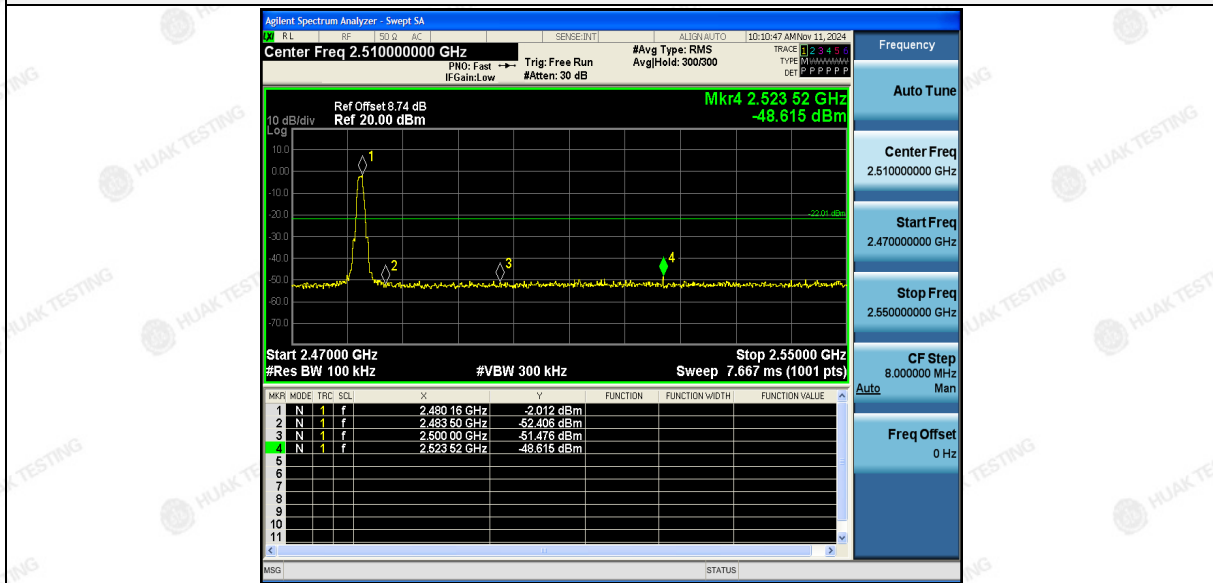 Agilent Spectrum Analyzer - Swept SA
RL RF 50 Ω AC SENSE:INT ALIGN AUTO 10:10:47 AM Nov 11, 2024
Center Freq 2.510000000 GHz #Avg Type: RMS TRACE 1 2 3 4 5 6
PNO: Fast Trig: Free Run Avg|Hold: 300/300 TYPE M WWWWW
IFGain:Low #Atten: 30 dB DET P P P P P P
Frequency
Auto Tune
Center Freq
2.510000000 GHz
Start Freq
2.470000000 GHz
Stop Freq
2.550000000 GHz
CF Step
8.000000 MHz
Auto Man
Freq Offset
0 Hz
Mkr4 2.523 52 GHz
-48.615 dBm
Ref Offset 8.74 dB
10 dB/div Ref 20.00 dBm
Log
10.0
0.00
-10.0
-20.0
-30.0
-40.0
-50.0
-60.0
-70.0
1
2
3
4
-22.01 dBm
Start 2.47000 GHz Stop 2.55000 GHz
#Res BW 100 kHz #VBW 300 kHz Sweep 7.667 ms (1001 pts)
MKR MODE TRC SCL X Y FUNCTION FUNCTION WIDTH FUNCTION VALUE
1 N 1 f 2.480 16 GHz -2.012 dBm
2 N 1 f 2.483 50 GHz -52.406 dBm
3 N 1 f 2.500 00 GHz -51.476 dBm
4 N 1 f 2.523 52 GHz -48.615 dBm
5
6
7
8
9
10
11
MSG STATUS
HUAK TESTING